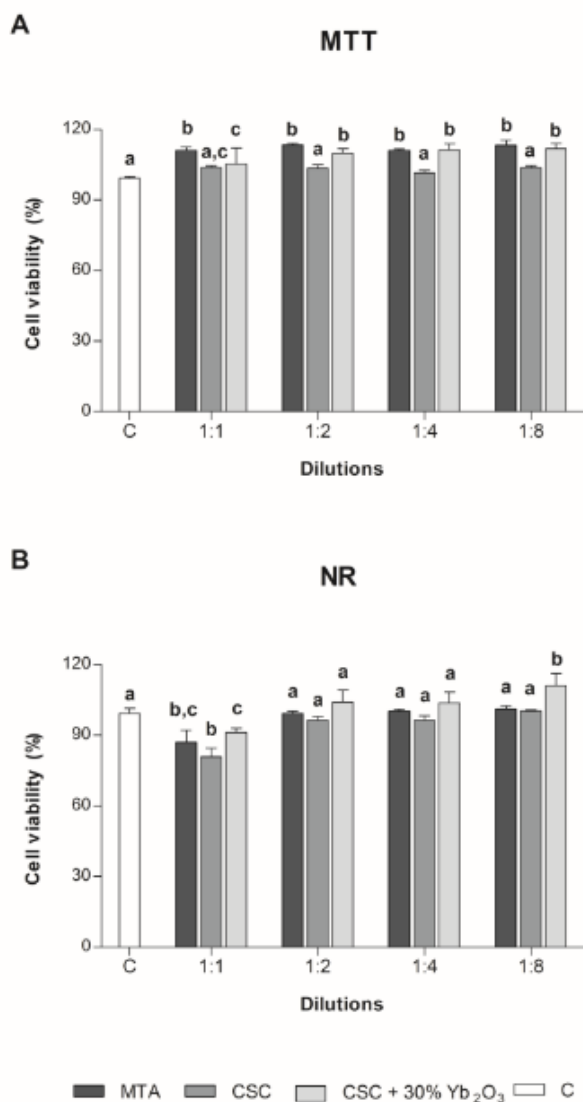 A
MTT
b c b b b b b b
a a,c a a a
120
90
60
30
0
Cell viability (%)
C 1:1 1:2 1:4 1:8
Dilutions
B
NR
a b,c b c a a a a a a a a b
120
90
60
30
0
Cell viability (%)
C 1:1 1:2 1:4 1:8
Dilutions
MTA CSC CSC + 30% Yb₂O₃ C